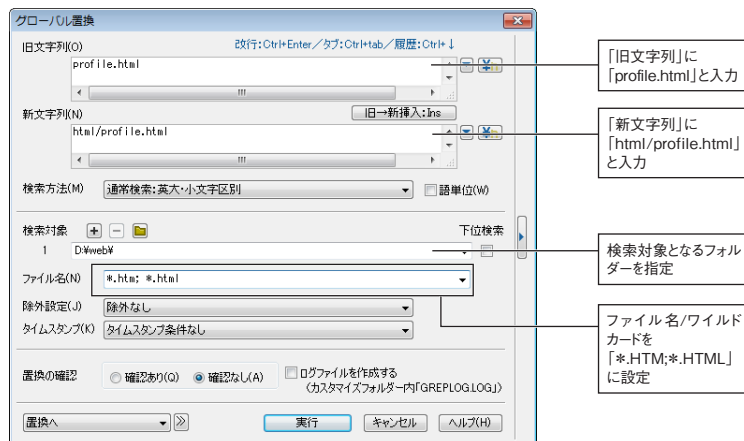 グローバル置換
旧文字列(O)
改行:Ctrl+Enter／タブ:Ctrl+tab／履歴:Ctrl+↓
profile.html
新文字列(N)
旧→新挿入:Ins
html/profile.html
検索方法(M)
通常検索:英大・小文字区別
語単位(W)
検索対象
下位検索
1
D:¥web¥
ファイル名(N)
*.htm; *.html
除外設定(J)
除外なし
タイムスタンプ(K)
タイムスタンプ条件なし
置換の確認
確認あり(Q)
確認なし(A)
ログファイルを作成する
(カスタマイズフォルダー内「GREPLOG.LOG」)
置換へ
実行
キャンセル
ヘルプ(H)
「旧文字列」に
「profile.html」と入力
「新文字列」に
「html/profile.html」
と入力
検索対象となるフォル
ダーを指定
ファイル名/ワイルド
カードを
「*.HTM;*.HTML」
に設定